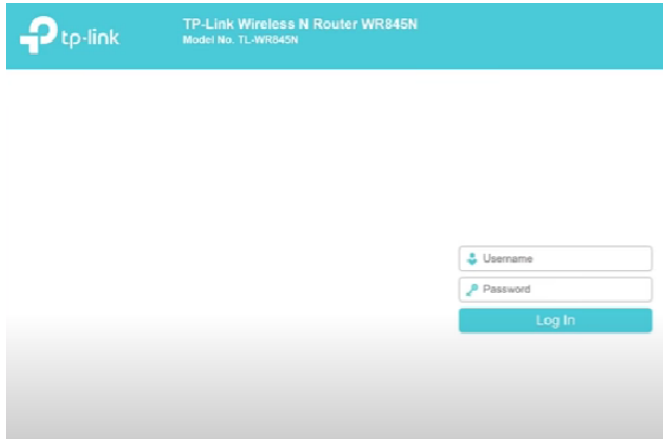 tp-link
TP-Link Wireless N Router WR845N
Model No. TL-WR845N
Username
Password
Log In